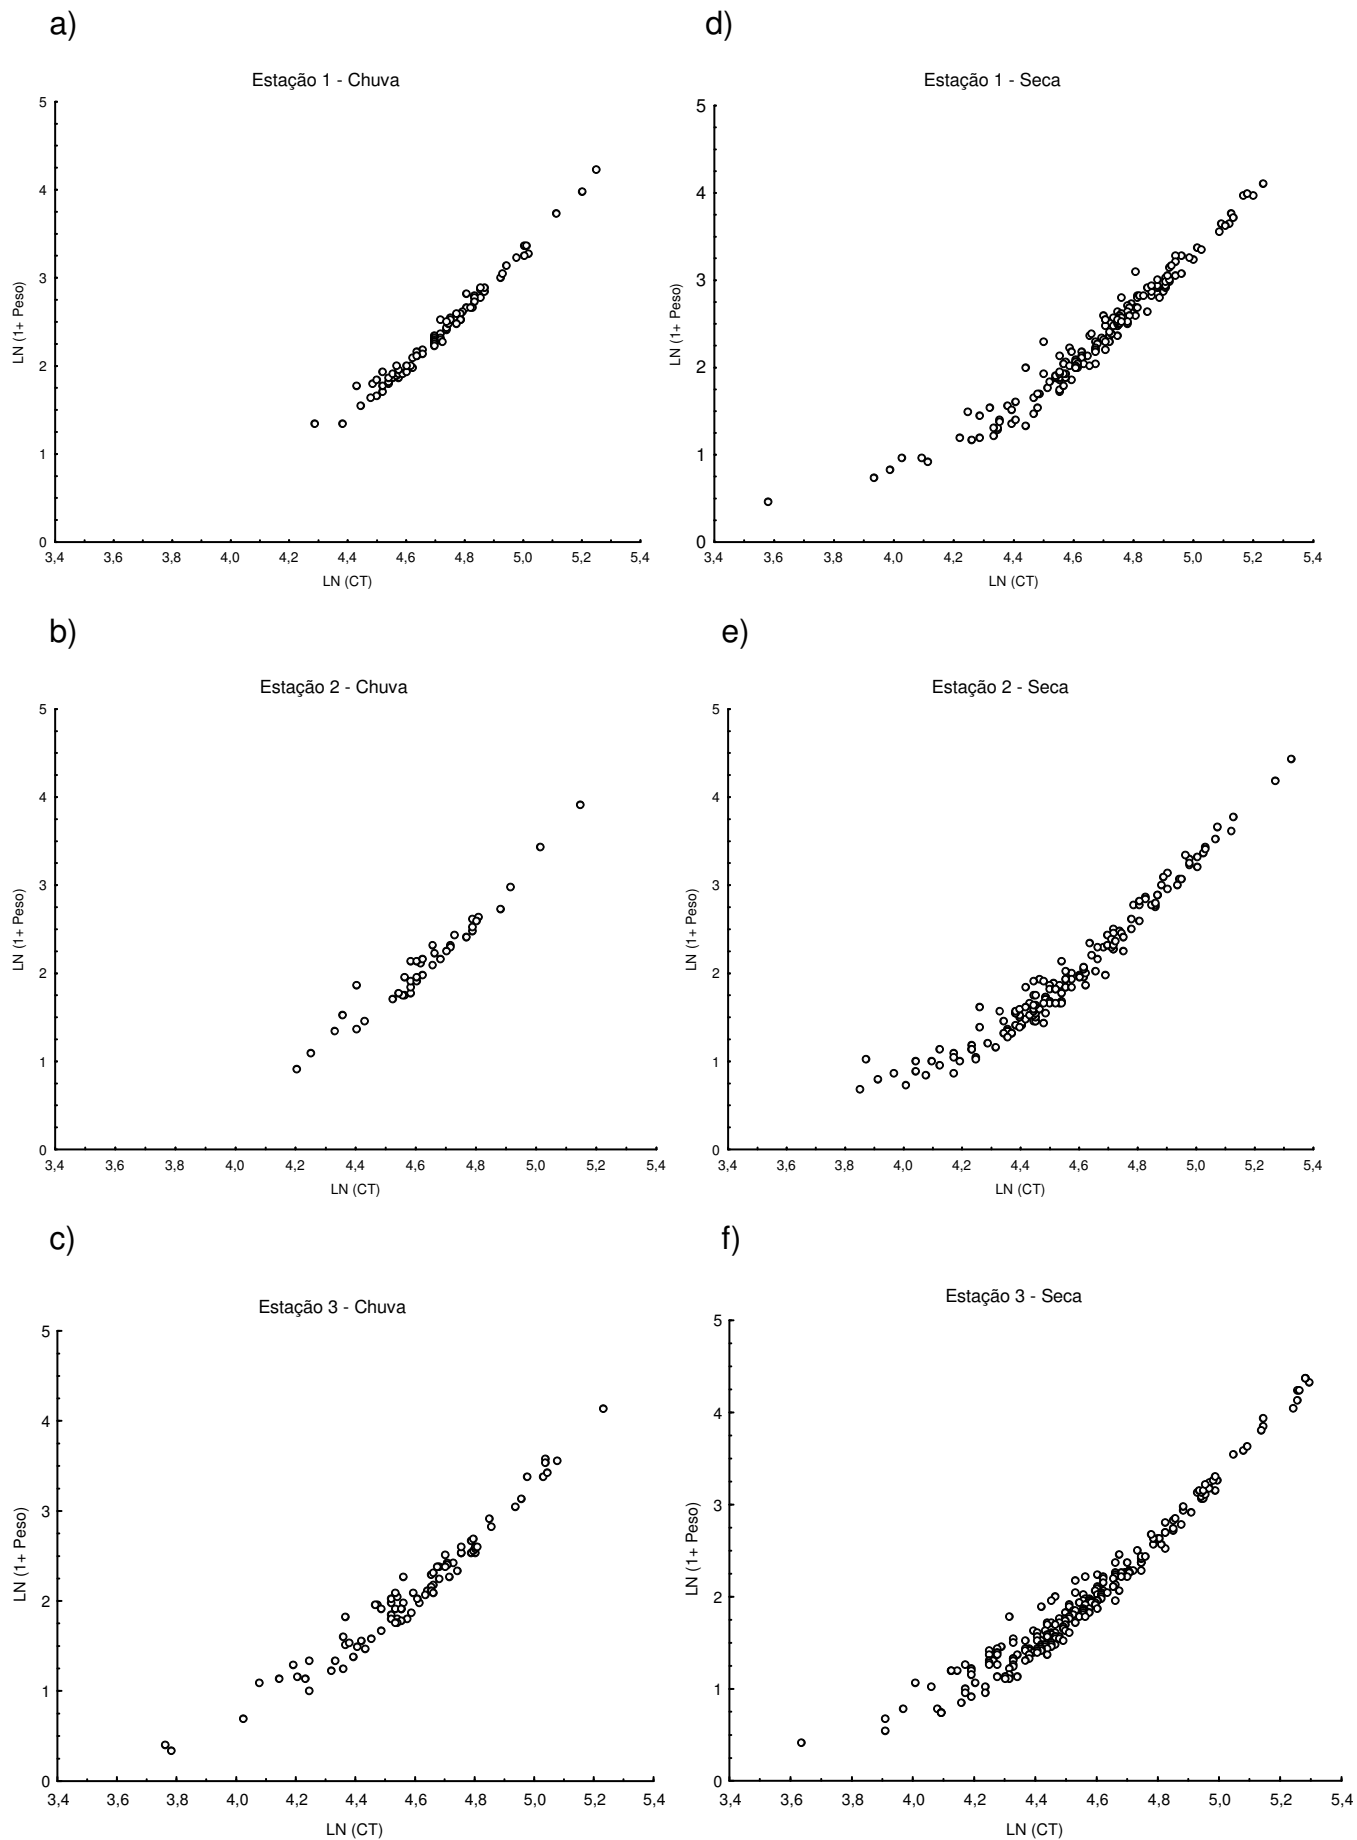 a)
Estação 1 - Chuva
5
4
3
2
1
0
LN (1+ Peso)
3,4 3,6 3,8 4,0 4,2 4,4 4,6 4,8 5,0 5,2 5,4
LN (CT)
d)
Estação 1 - Seca
5
4
3
2
1
0
LN (1+ Peso)
3,4 3,6 3,8 4,0 4,2 4,4 4,6 4,8 5,0 5,2 5,4
LN (CT)
b)
Estação 2 - Chuva
5
4
3
2
1
0
LN (1+ Peso)
3,4 3,6 3,8 4,0 4,2 4,4 4,6 4,8 5,0 5,2 5,4
LN (CT)
e)
Estação 2 - Seca
5
4
3
2
1
0
LN (1+ Peso)
3,4 3,6 3,8 4,0 4,2 4,4 4,6 4,8 5,0 5,2 5,4
LN (CT)
c)
Estação 3 - Chuva
5
4
3
2
1
0
LN (1+ Peso)
3,4 3,6 3,8 4,0 4,2 4,4 4,6 4,8 5,0 5,2 5,4
LN (CT)
f)
Estação 3 - Seca
5
4
3
2
1
0
LN (1+ Peso)
3,4 3,6 3,8 4,0 4,2 4,4 4,6 4,8 5,0 5,2 5,4
LN (CT)